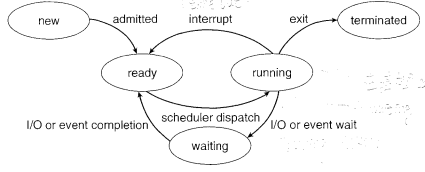 new
admitted
interrupt
exit
terminated
ready
running
I/O or event completion
scheduler dispatch
I/O or event wait
waiting